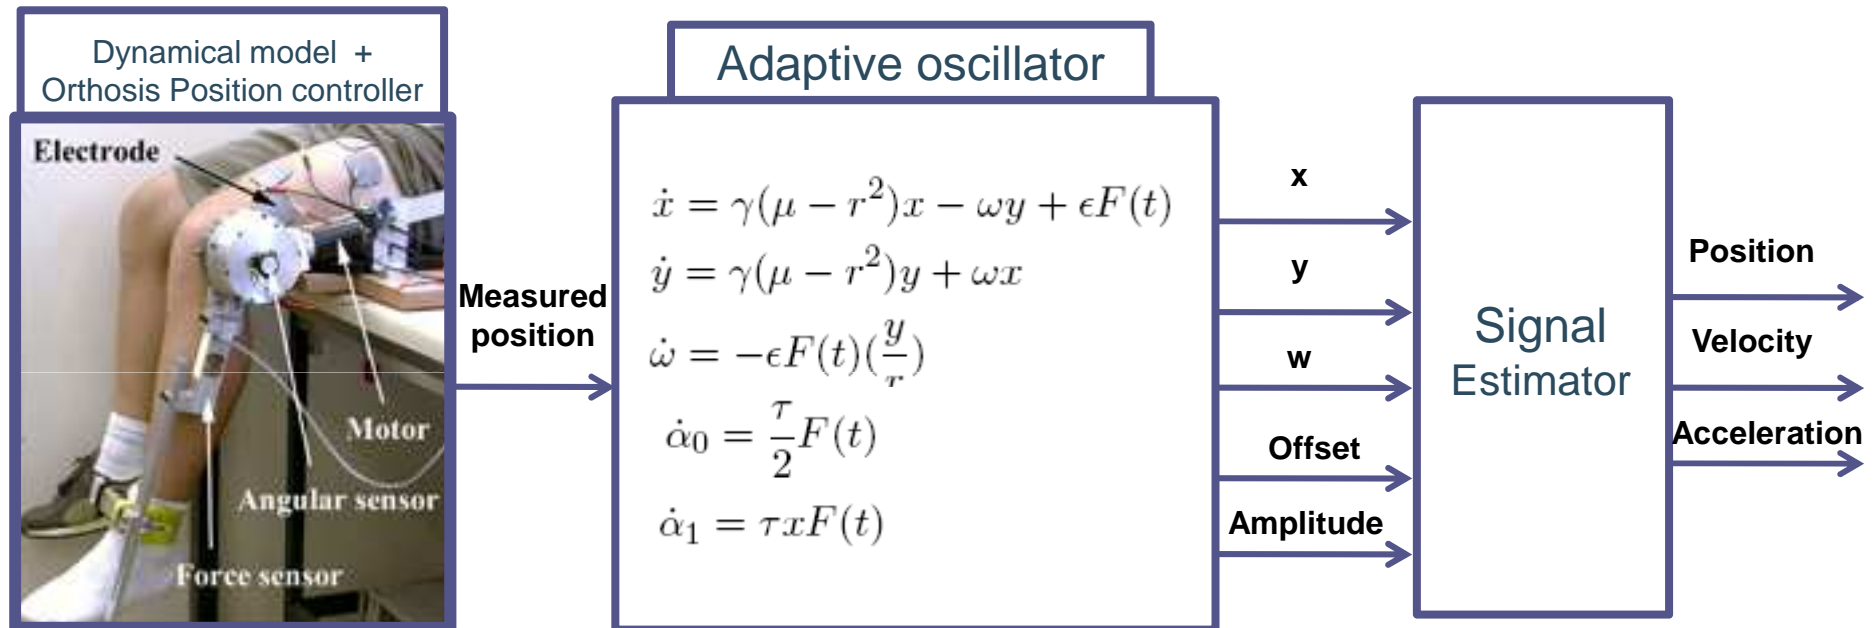 Dynamical model +
Orthosis Position controller
Electrode
Motor
Angular sensor
Force sensor
Measured
position
Adaptive oscillator
ẋ = γ(μ − r²)x − ωy + ϵF(t)
ẏ = γ(μ − r²)y + ωx
ω̇ = −ϵF(t)(y/r)
α̇₀ = τ/2 F(t)
α̇₁ = τxF(t)
x
y
w
Offset
Amplitude
Signal
Estimator
Position
Velocity
Acceleration